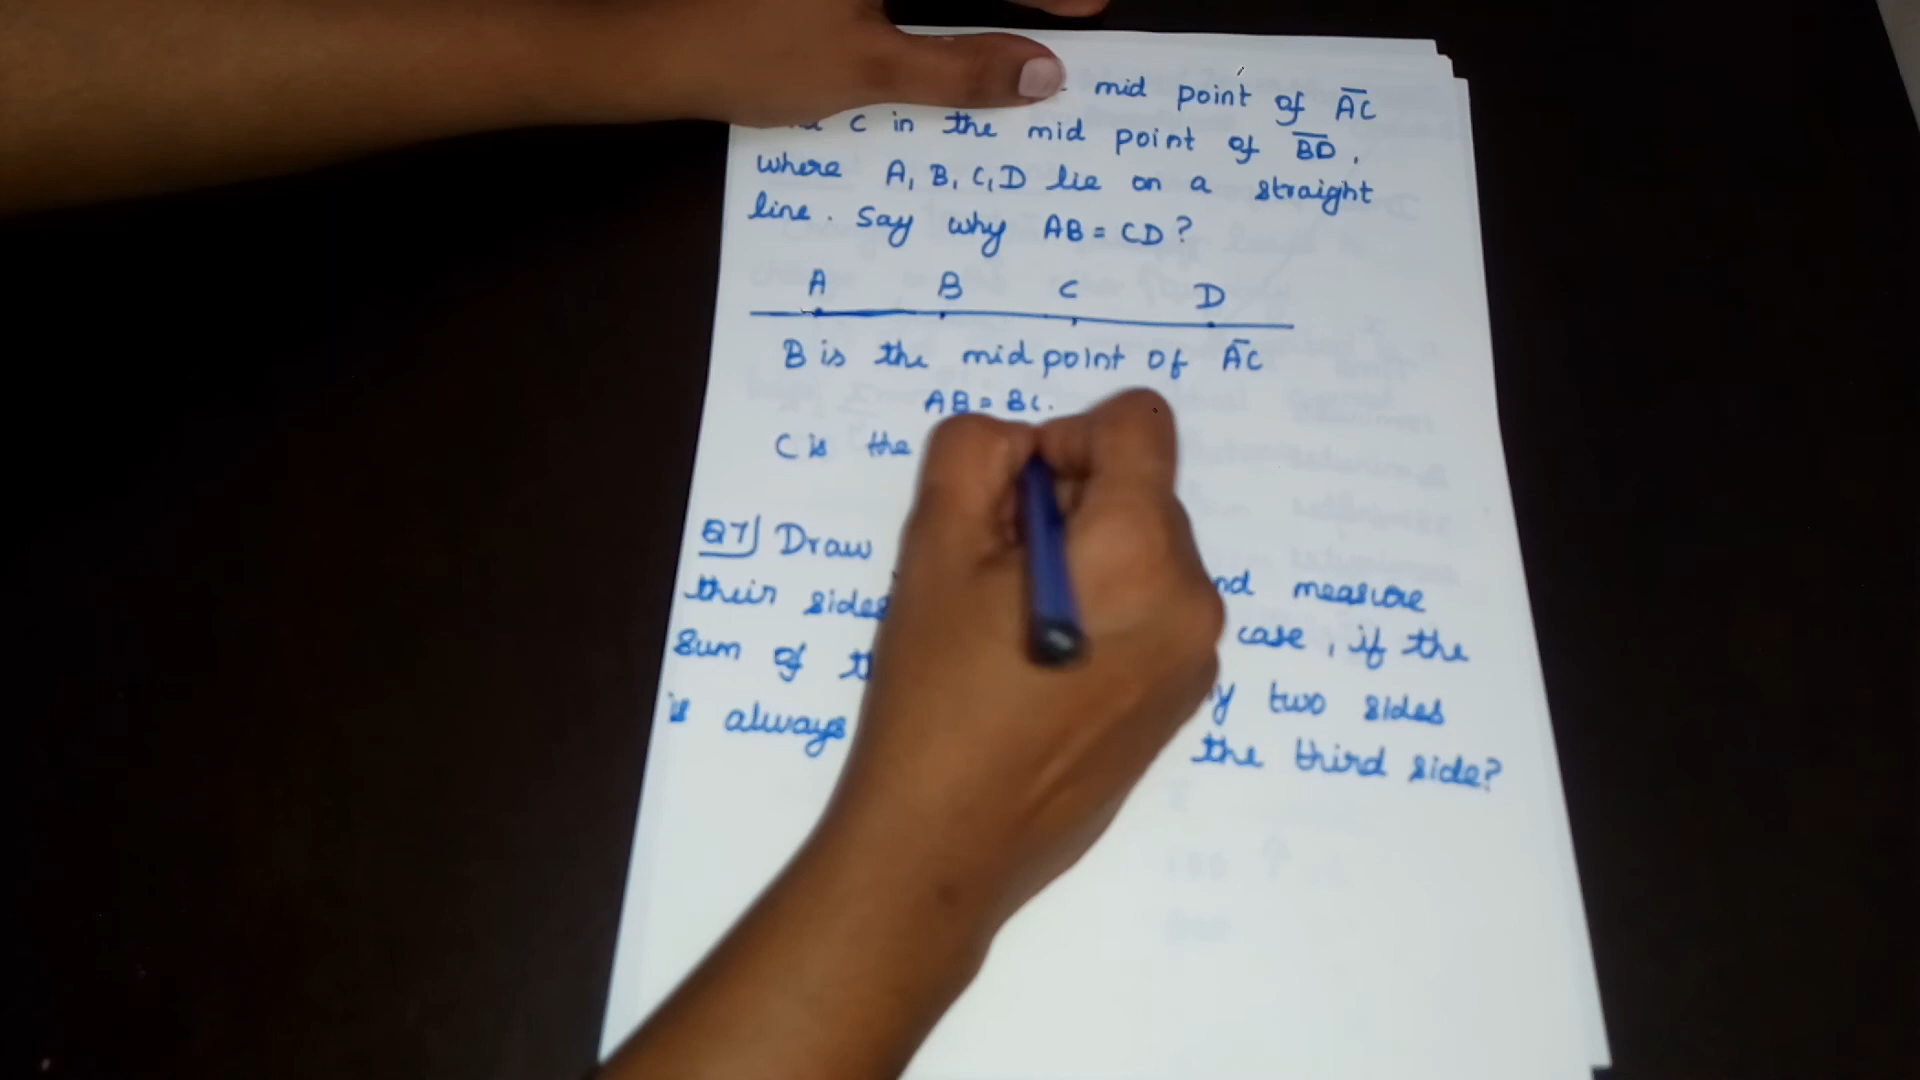 mid point of AC
C in the mid point of BD,
where A, B, C, D lie on a straight
line. Say why AB = CD?
A B C D
B is the midpoint of AC
AB = BC.
C is the
Q7) Draw
their sides measure
sum of case, if the
is always two sides
the third side?